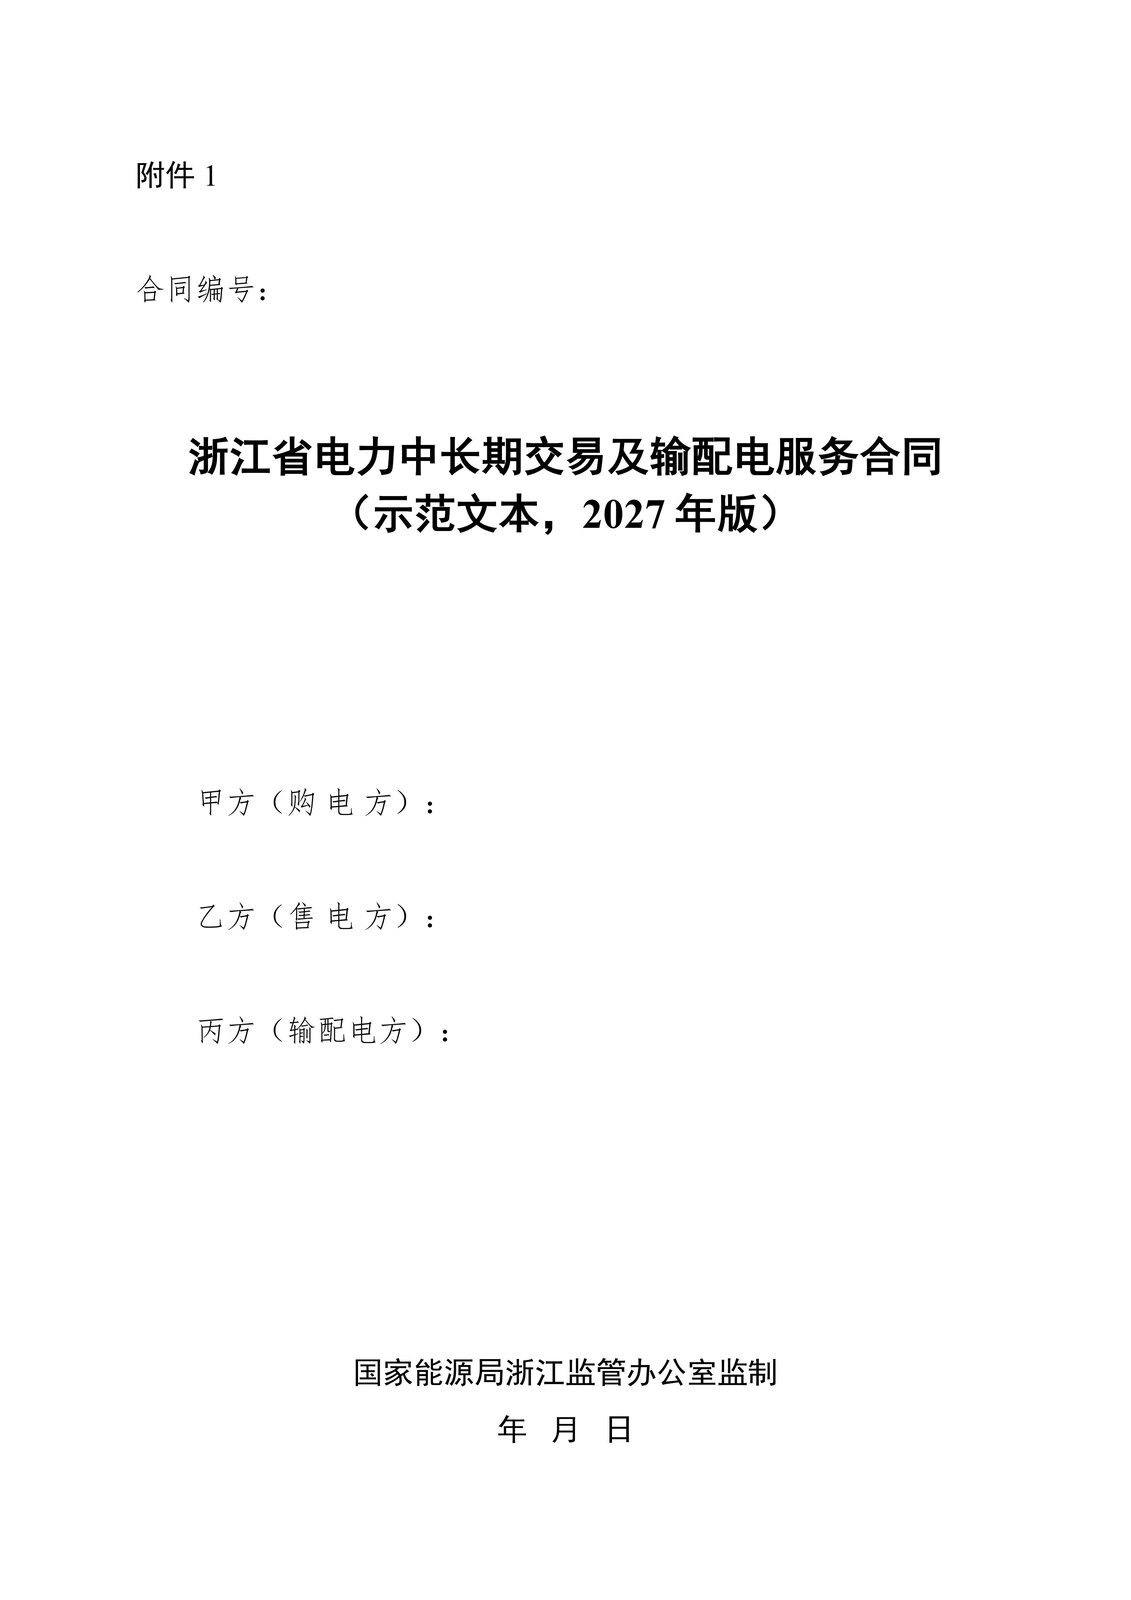 附件 1
合同编号：
浙江省电力中长期交易及输配电服务合同
（示范文本，2027 年版）
甲方（购 电 方）：
乙方（售 电 方）：
丙方（输配电方）：
国家能源局浙江监管办公室监制
年 月 日